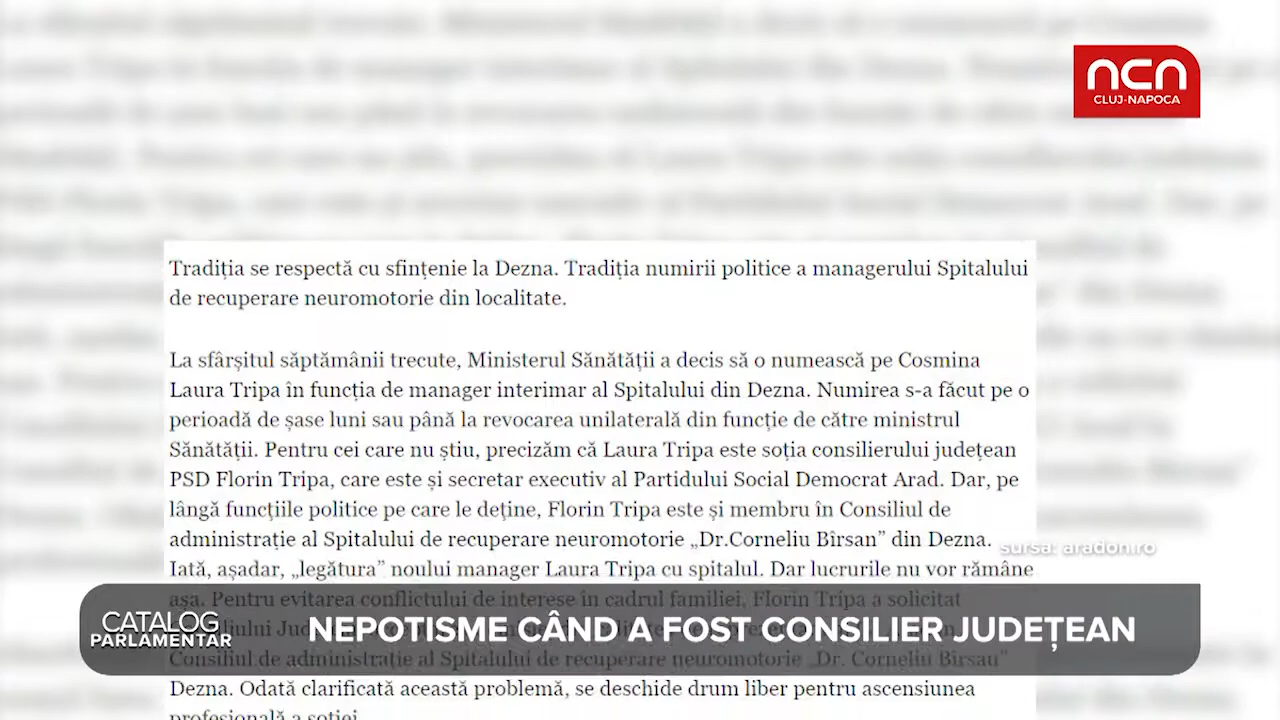 ncn
CLUJ-NAPOCA
Tradiția se respectă cu sfințenie la Dezna. Tradiția numirii politice a managerului Spitalului
de recuperare neuromotorie din localitate.
La sfârșitul săptămânii trecute, Ministerul Sănătății a decis să o numească pe Cosmina
Laura Tripa în funcția de manager interimar al Spitalului din Dezna. Numirea s-a făcut pe o
perioadă de șase luni sau până la revocarea unilaterală din funcție de către ministrul
Sănătății. Pentru cei care nu știu, precizăm că Laura Tripa este soția consilierului județean
PSD Florin Tripa, care este și secretar executiv al Partidului Social Democrat Arad. Dar, pe
lângă funcțiile politice pe care le deține, Florin Tripa este și membru în Consiliul de
administrație al Spitalului de recuperare neuromotorie „Dr.Corneliu Bîrsan” din Dezna.
sursa: aradon.ro
Iată, așadar, „legătura” noului manager Laura Tripa cu spitalul. Dar lucrurile nu vor rămâne
așa. Pentru evitarea conflictului de interese în cadrul familiei, Florin Tripa a solicitat
CATALOG
PARLAMENTAR
NEPOTISME CÂND A FOST CONSILIER JUDEȚEAN
Consiliul de administrație al Spitalului de recuperare neuromotorie „Dr. Corneliu Bîrsau”
Dezna. Odată clarificată această problemă, se deschide drum liber pentru ascensiunea
profesională a soției